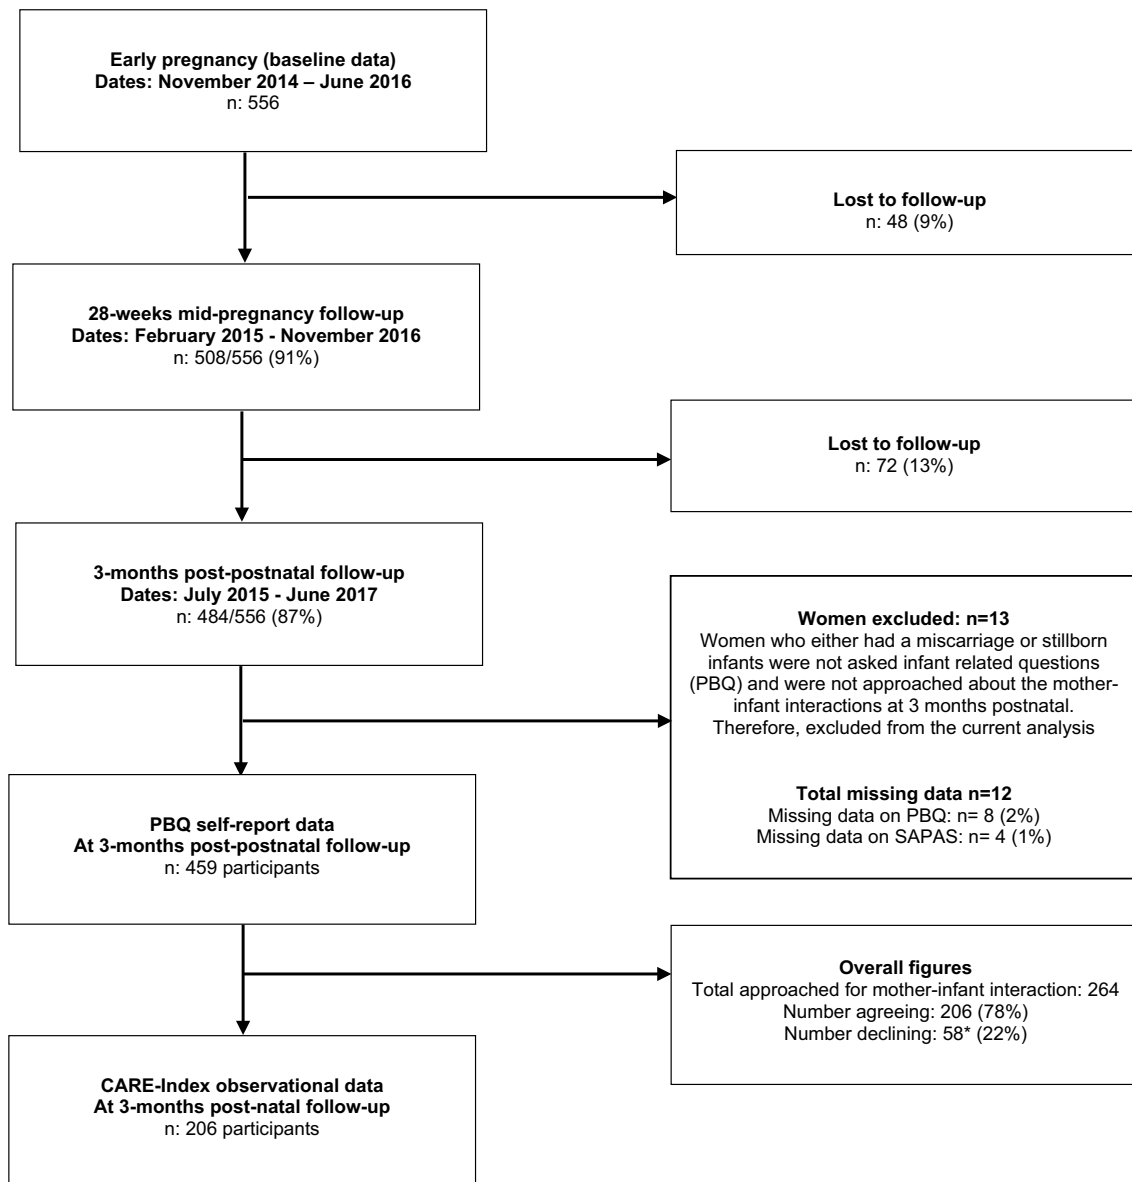 Early pregnancy (baseline data)
Dates: November 2014 – June 2016
n: 556
Lost to follow-up
n: 48 (9%)
28-weeks mid-pregnancy follow-up
Dates: February 2015 - November 2016
n: 508/556 (91%)
Lost to follow-up
n: 72 (13%)
3-months post-postnatal follow-up
Dates: July 2015 - June 2017
n: 484/556 (87%)
Women excluded: n=13
Women who either had a miscarriage or stillborn
infants were not asked infant related questions
(PBQ) and were not approached about the mother-
infant interactions at 3 months postnatal.
Therefore, excluded from the current analysis
Total missing data n=12
Missing data on PBQ: n= 8 (2%)
Missing data on SAPAS: n= 4 (1%)
PBQ self-report data
At 3-months post-postnatal follow-up
n: 459 participants
Overall figures
Total approached for mother-infant interaction: 264
Number agreeing: 206 (78%)
Number declining: 58* (22%)
CARE-Index observational data
At 3-months post-natal follow-up
n: 206 participants